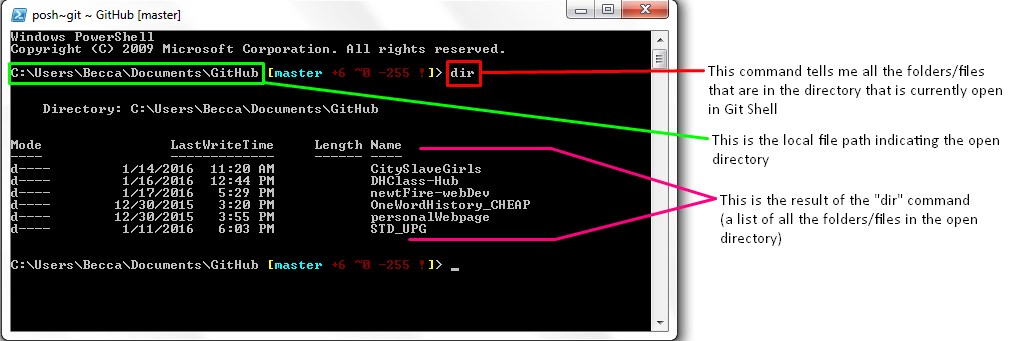 posh~git ~ GitHub [master]
Windows PowerShell
Copyright (C) 2009 Microsoft Corporation. All rights reserved.
C:\Users\Becca\Documents\GitHub [master +6 ~0 -255 !]> dir
Directory: C:\Users\Becca\Documents\GitHub
Mode LastWriteTime Length Name
---- ------------- ------ ----
d---- 1/14/2016 11:20 AM CitySlaveGirls
d---- 1/16/2016 12:44 PM DHClass-Hub
d---- 1/17/2016 5:29 PM newtFire-webDev
d---- 12/30/2015 3:20 PM OneWordHistory_CHEAP
d---- 12/30/2015 3:55 PM personalWebpage
d---- 1/11/2016 6:03 PM STD_UPG
C:\Users\Becca\Documents\GitHub [master +6 ~0 -255 !]> _
This command tells me all the folders/files
that are in the directory that is currently open
in Git Shell
This is the local file path indicating the open
directory
This is the result of the "dir" command
(a list of all the folders/files in the open
directory)